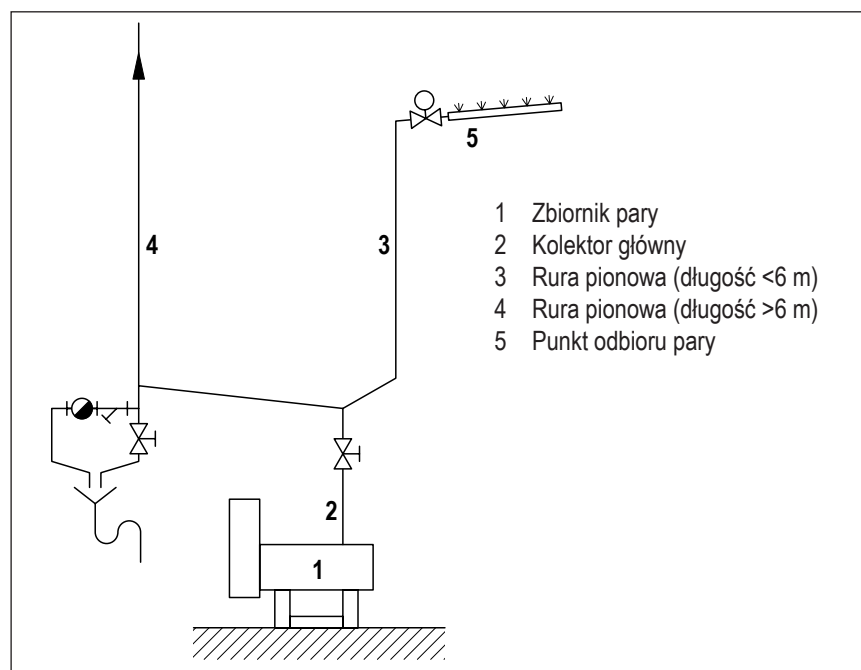 5
4
3
1 Zbiornik pary
2 Kolektor główny
3 Rura pionowa (długość <6 m)
4 Rura pionowa (długość >6 m)
5 Punkt odbioru pary
2
1